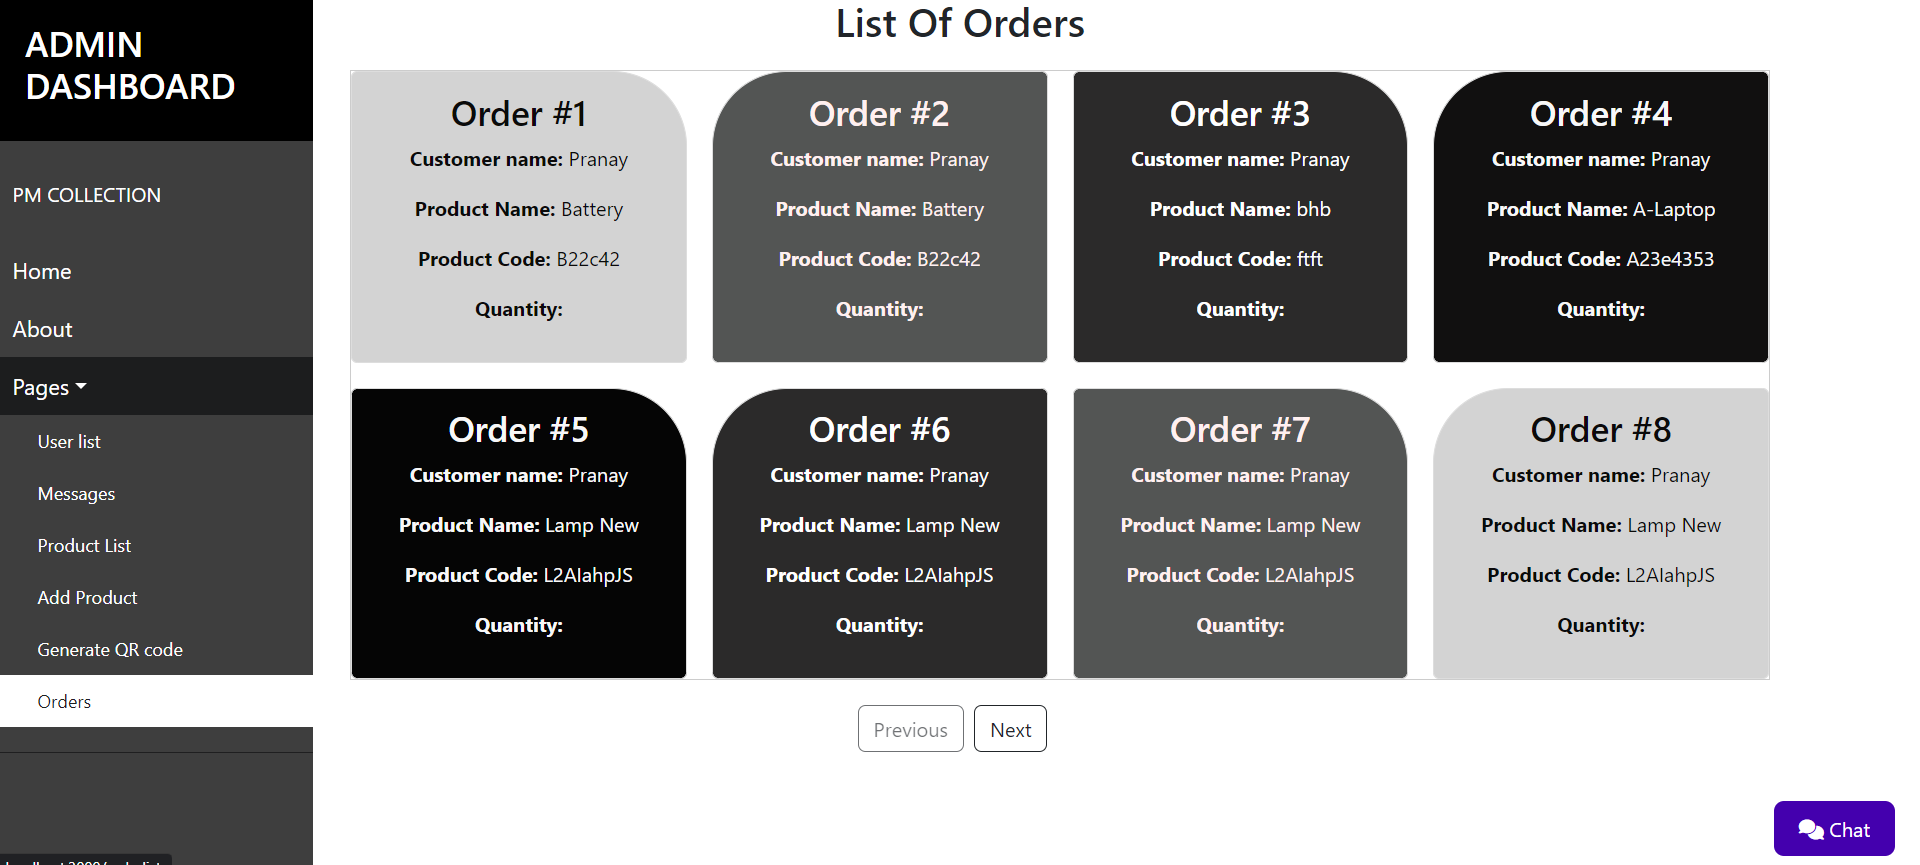 ADMIN
DASHBOARD
PM COLLECTION
Home
About
Pages
User list
Messages
Product List
Add Product
Generate QR code
Orders
List Of Orders
Order #1
Customer name: Pranay
Product Name: Battery
Product Code: B22c42
Quantity:
Order #2
Customer name: Pranay
Product Name: Battery
Product Code: B22c42
Quantity:
Order #3
Customer name: Pranay
Product Name: bhb
Product Code: ftft
Quantity:
Order #4
Customer name: Pranay
Product Name: A-Laptop
Product Code: A23e4353
Quantity:
Order #5
Customer name: Pranay
Product Name: Lamp New
Product Code: L2AIahpJS
Quantity:
Order #6
Customer name: Pranay
Product Name: Lamp New
Product Code: L2AIahpJS
Quantity:
Order #7
Customer name: Pranay
Product Name: Lamp New
Product Code: L2AIahpJS
Quantity:
Order #8
Customer name: Pranay
Product Name: Lamp New
Product Code: L2AIahpJS
Quantity:
Previous
Next
Chat